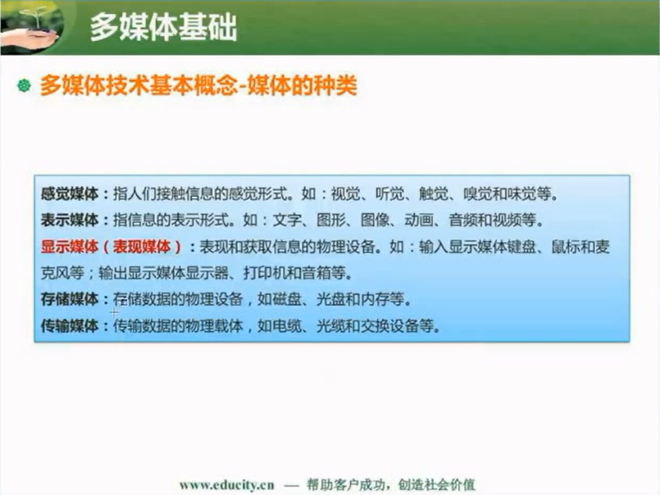 多媒体基础
多媒体技术基本概念-媒体的种类
感觉媒体：指人们接触信息的感觉形式。如：视觉、听觉、触觉、嗅觉和味觉等。
表示媒体：指信息的表示形式。如：文字、图形、图像、动画、音频和视频等。
显示媒体（表现媒体）：表现和获取信息的物理设备。如：输入显示媒体键盘、鼠标和麦
克风等；输出显示媒体显示器、打印机和音箱等。
存储媒体：存储数据的物理设备，如磁盘、光盘和内存等。
传输媒体：传输数据的物理载体，如电缆、光缆和交换设备等。
www.educity.cn — 帮助客户成功，创造社会价值